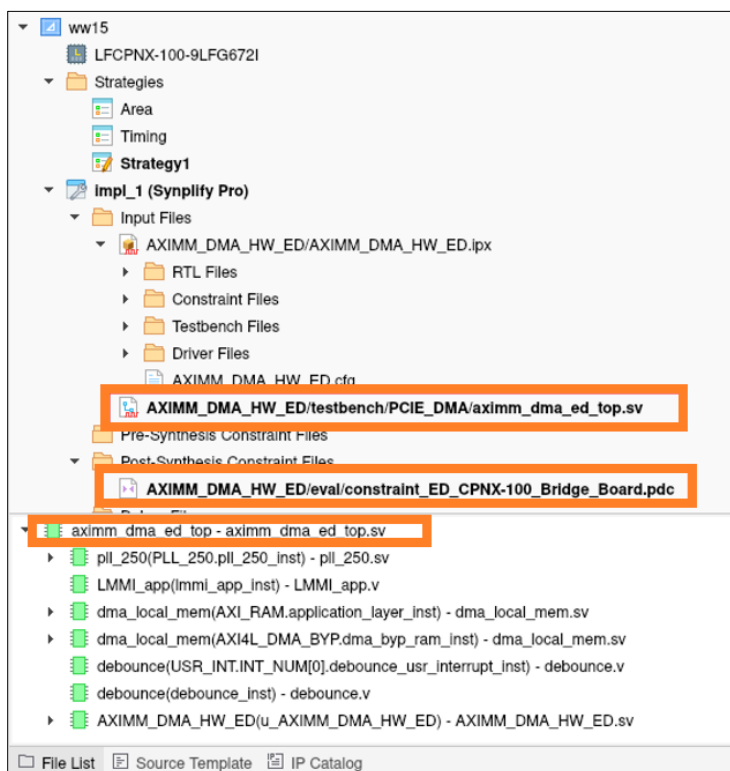 ww15
LFCPNX-100-9LFG672I
Strategies
Area
Timing
Strategy1
impl_1 (Synplify Pro)
Input Files
AXIMM_DMA_HW_ED/AXIMM_DMA_HW_ED.ipx
RTL Files
Constraint Files
Testbench Files
Driver Files
AXIMM_DMA_HW_ED.cfg
AXIMM_DMA_HW_ED/testbench/PCIE_DMA/aximm_dma_ed_top.sv
Pre-Synthesis Constraint Files
Post-Synthesis Constraint Files
AXIMM_DMA_HW_ED/eval/constraint_ED_CPNX-100_Bridge_Board.pdc
aximm_dma_ed_top - aximm_dma_ed_top.sv
pll_250(PLL_250.pll_250_inst) - pll_250.sv
LMMI_app(lmmi_app_inst) - LMMI_app.v
dma_local_mem(AXI_RAM.application_layer_inst) - dma_local_mem.sv
dma_local_mem(AXI4L_DMA_BYP.dma_byp_ram_inst) - dma_local_mem.sv
debounce(USR_INT.INT_NUM[0].debounce_usr_interrupt_inst) - debounce.v
debounce(debounce_inst) - debounce.v
AXIMM_DMA_HW_ED(u_AXIMM_DMA_HW_ED) - AXIMM_DMA_HW_ED.sv
File List Source Template IP Catalog